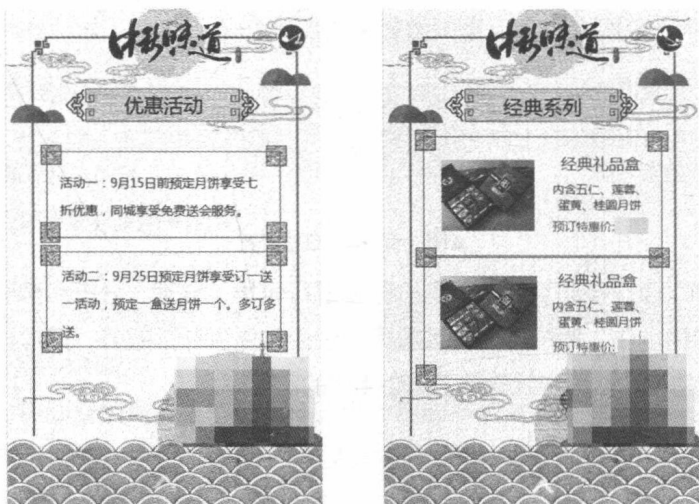 中秋味道
优惠活动
活动一：9月15日前预定月饼享受七
折优惠，同城享受免费送会服务。
活动二：9月25日预定月饼享受订一送
一活动，预定一盒送月饼一个。多订多
送。
中秋味道
经典系列
经典礼品盒
内含五仁、莲蓉、
蛋黄、桂圆月饼
预订特惠价:
经典礼品盒
内含五仁、莲蓉、
蛋黄、桂圆月饼
预订特惠价: